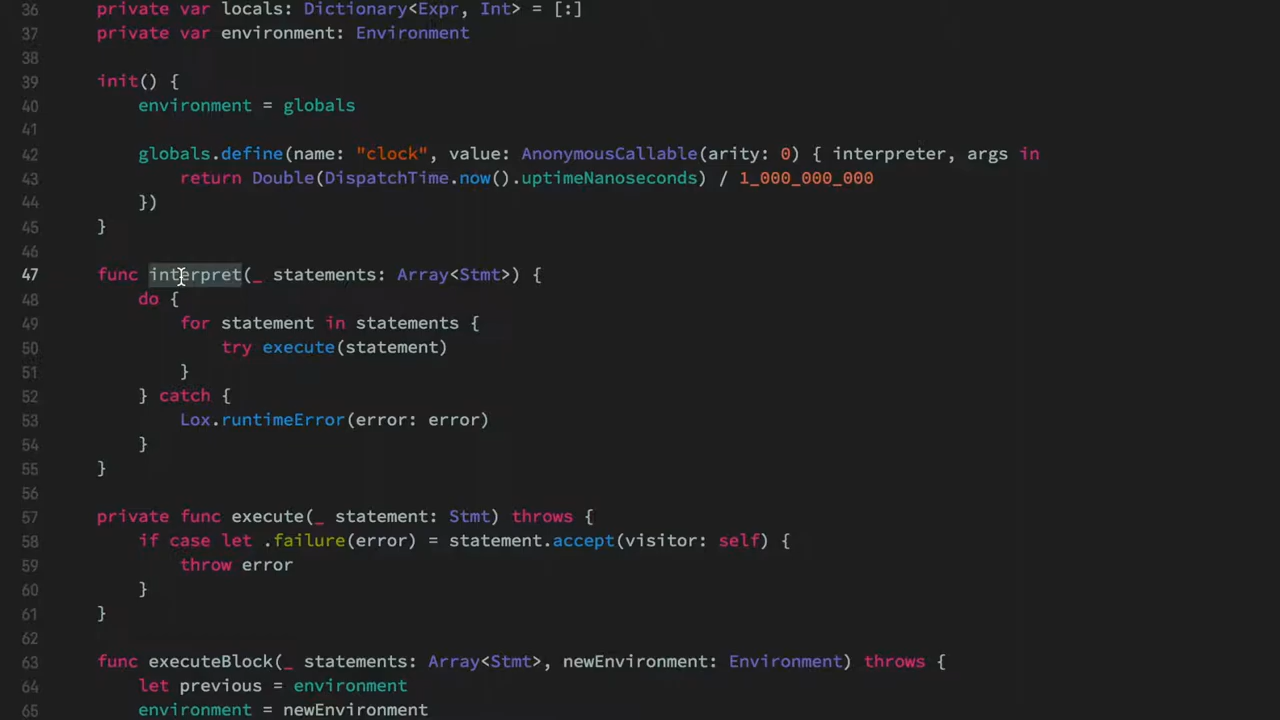 36 private var locals: Dictionary<Expr, Int> = [:]
37 private var environment: Environment
38
39 init() {
40 environment = globals
41
42 globals.define(name: "clock", value: AnonymousCallable(arity: 0) { interpreter, args in
43 return Double(DispatchTime.now().uptimeNanoseconds) / 1_000_000_000
44 })
45 }
46
47 func interpret(_ statements: Array<Stmt>) {
48 do {
49 for statement in statements {
50 try execute(statement)
51 }
52 } catch {
53 Lox.runtimeError(error: error)
54 }
55 }
56
57 private func execute(_ statement: Stmt) throws {
58 if case let .failure(error) = statement.accept(visitor: self) {
59 throw error
60 }
61 }
62
63 func executeBlock(_ statements: Array<Stmt>, newEnvironment: Environment) throws {
64 let previous = environment
65 environment = newEnvironment